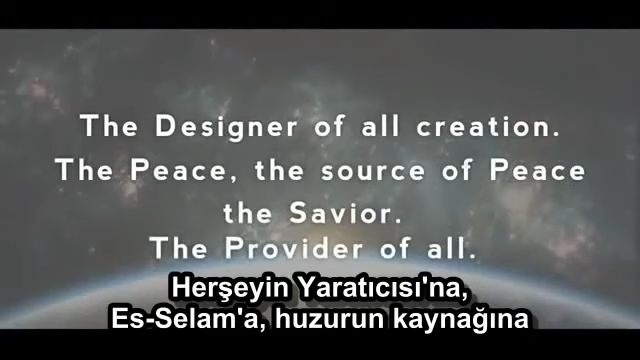 The Designer of all creation.
The Peace, the source of Peace
the Savior.
The Provider of all.
Herşeyin Yaratıcısı'na,
Es-Selam'a, huzurun kaynağına